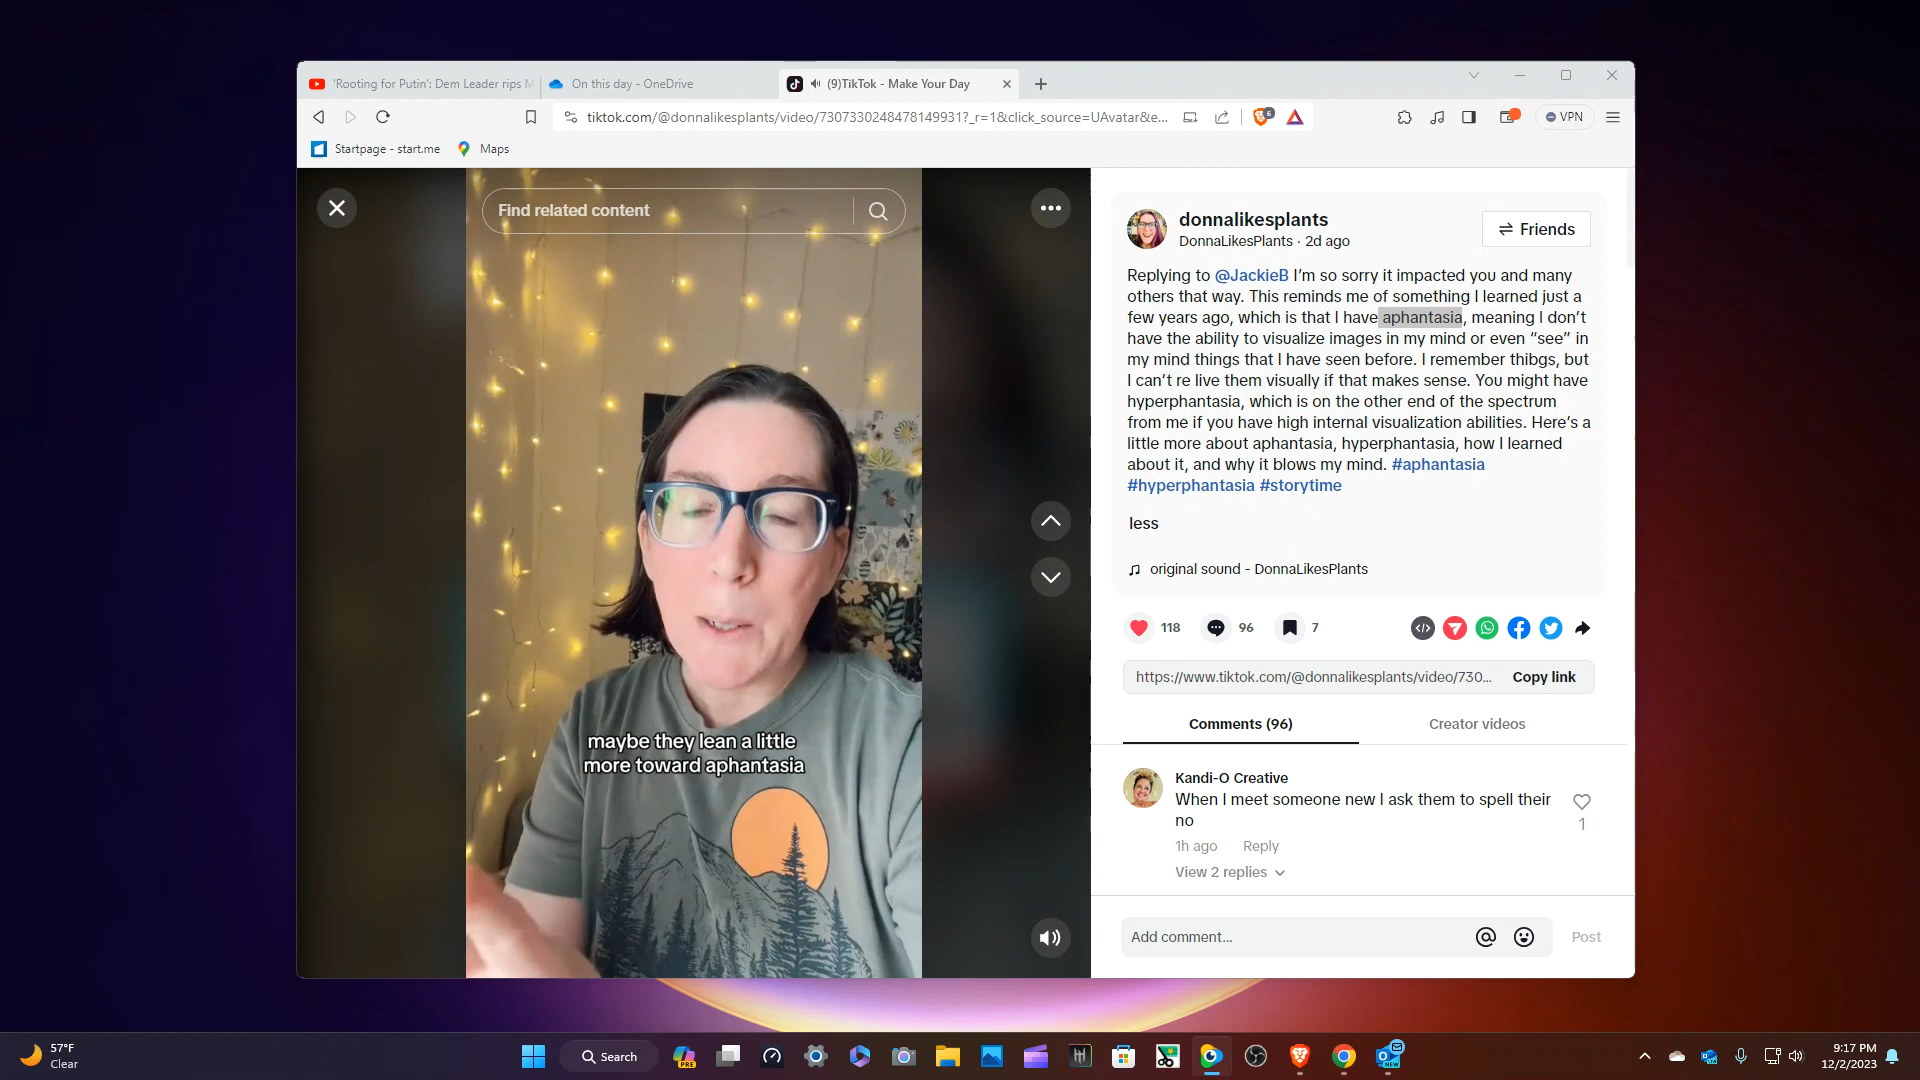 'Rooting for Putin': Dem Leader rips M
On this day - OneDrive
(9)TikTok - Make Your Day
tiktok.com/@donnalikesplants/video/7307330248478149931?_r=1&click_source=UAvatar&e...
6
VPN
Startpage - start.me
Maps
Find related content
donnalikesplants
DonnaLikesPlants · 2d ago
Friends
Replying to @JackieB I'm so sorry it impacted you and many
others that way. This reminds me of something I learned just a
few years ago, which is that I have aphantasia, meaning I don't
have the ability to visualize images in my mind or even “see” in
my mind things that I have seen before. I remember thibgs, but
I can't re live them visually if that makes sense. You might have
hyperphantasia, which is on the other end of the spectrum
from me if you have high internal visualization abilities. Here's a
little more about aphantasia, hyperphantasia, how I learned
about it, and why it blows my mind. #aphantasia
#hyperphantasia #storytime
less
original sound - DonnaLikesPlants
118
96
7
https://www.tiktok.com/@donnalikesplants/video/730...
Copy link
Comments (96)
Creator videos
maybe they lean a little
more toward aphantasia
Kandi-O Creative
When I meet someone new I ask them to spell their
no
1
1h ago
Reply
View 2 replies
Add comment...
Post
57°F
Clear
Search
PRE
NEW
9:17 PM
12/2/2023